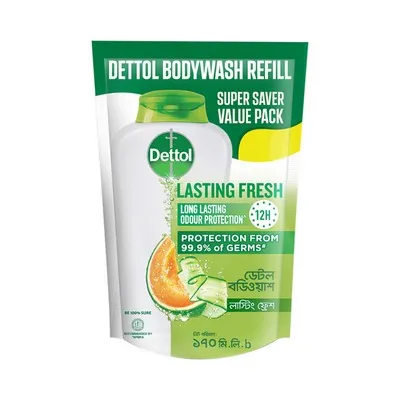 DETTOL BODYWASH REFILL
SUPER SAVER
VALUE PACK
Dettol
LASTING FRESH
LONG LASTING
ODOUR PROTECTION
12H
PROTECTION FROM
99.9% of GERMS#
ডেটল
বডিওয়াশ
লাস্টিং ফ্রেশ
BE 100% SURE
১৭০ মি.লি.